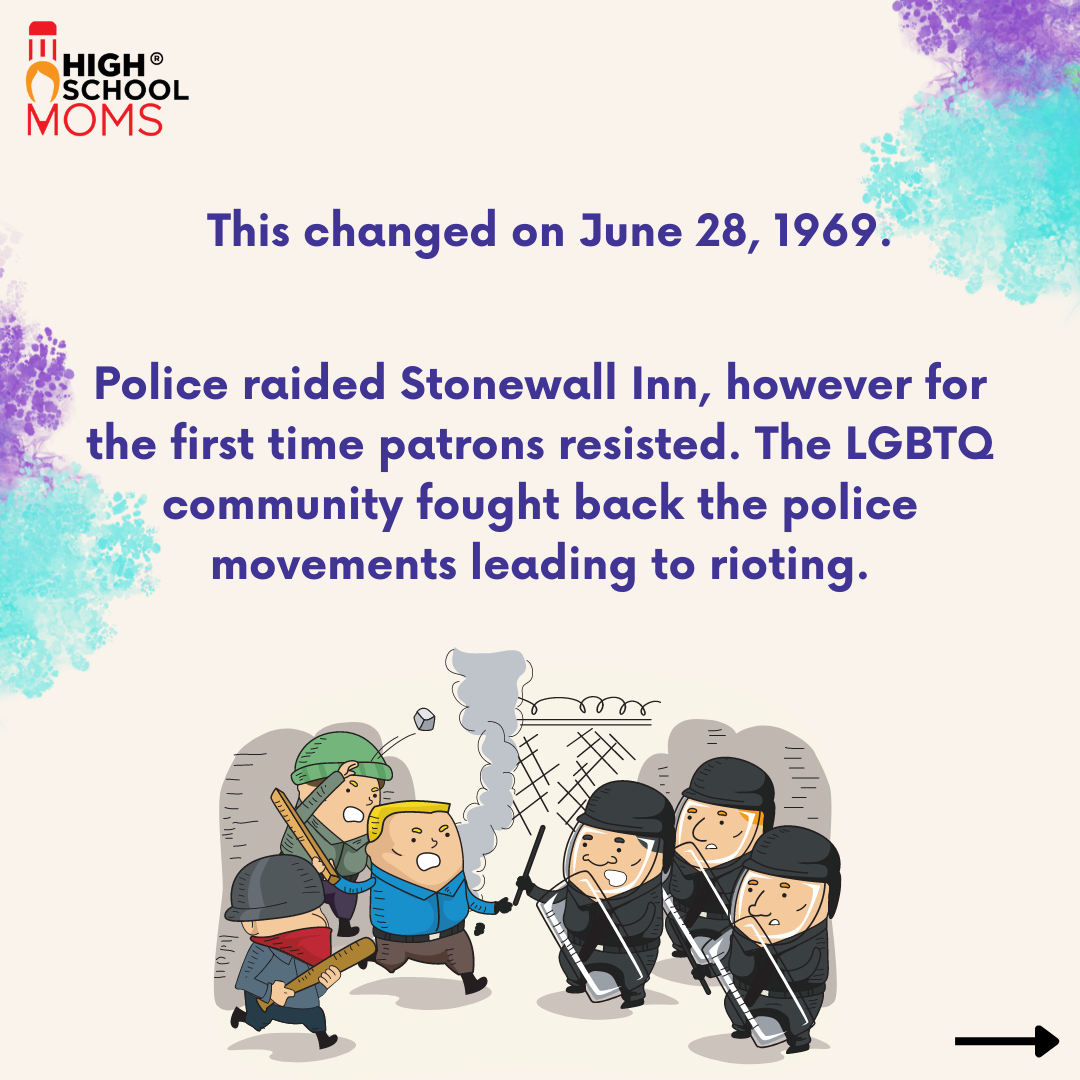 HIGH®
SCHOOL
MOMS
This changed on June 28, 1969.
Police raided Stonewall Inn, however for
the first time patrons resisted. The LGBTQ
community fought back the police
movements leading to rioting.